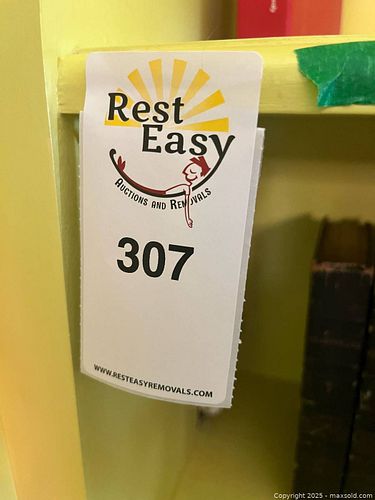 Rest
Easy
AUCTIONS AND REMOVALS
307
WWW.RESTEASYREMOVALS.COM
Copyright 2025 - maxsold.com